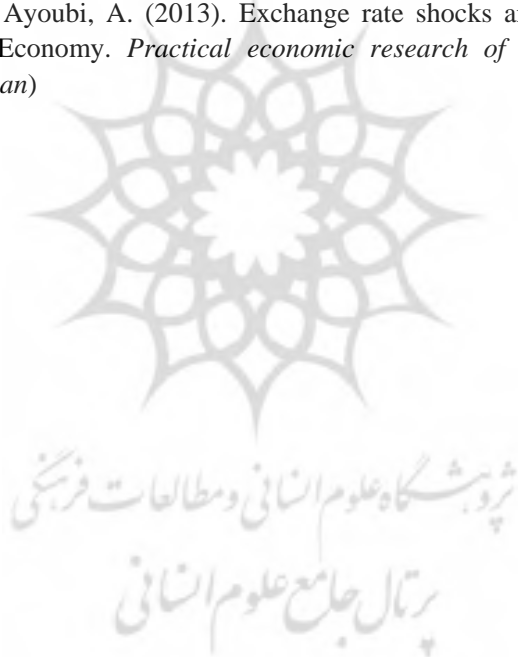 Ayoubi, A. (2013). Exchange rate shocks a
Economy. Practical economic research of
an)
پژوهشگاه علوم انسانی و مطالعات فرهنگی
پرتال جامع علوم انسانی